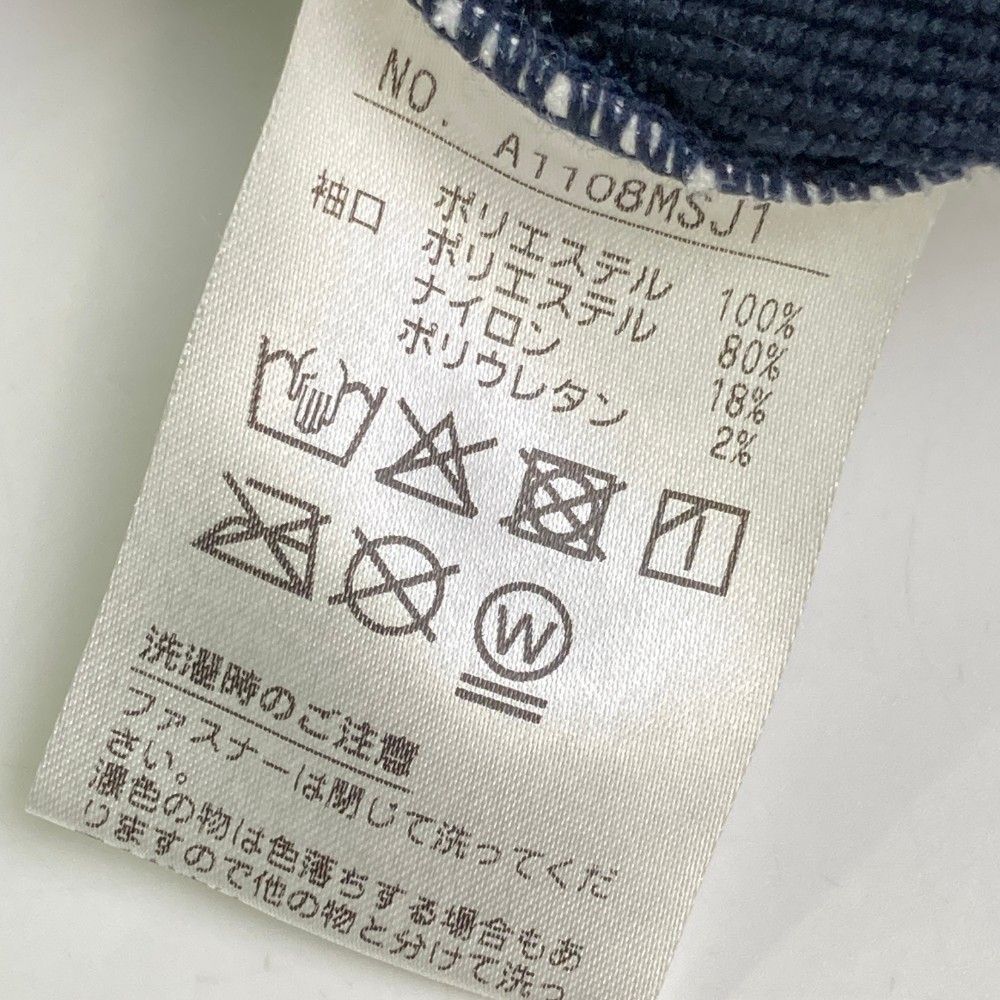 NO. A1108MSJ1
ポリエステル 100%
袖口 ポリエステル 80%
ナイロン 18%
ポリウレタン 2%
W
洗濯時のご注意
ファスナーは閉じて洗ってくだ
さい。
濃色の物は色落ちする場合もあ
りますので他の物と分けて洗っ